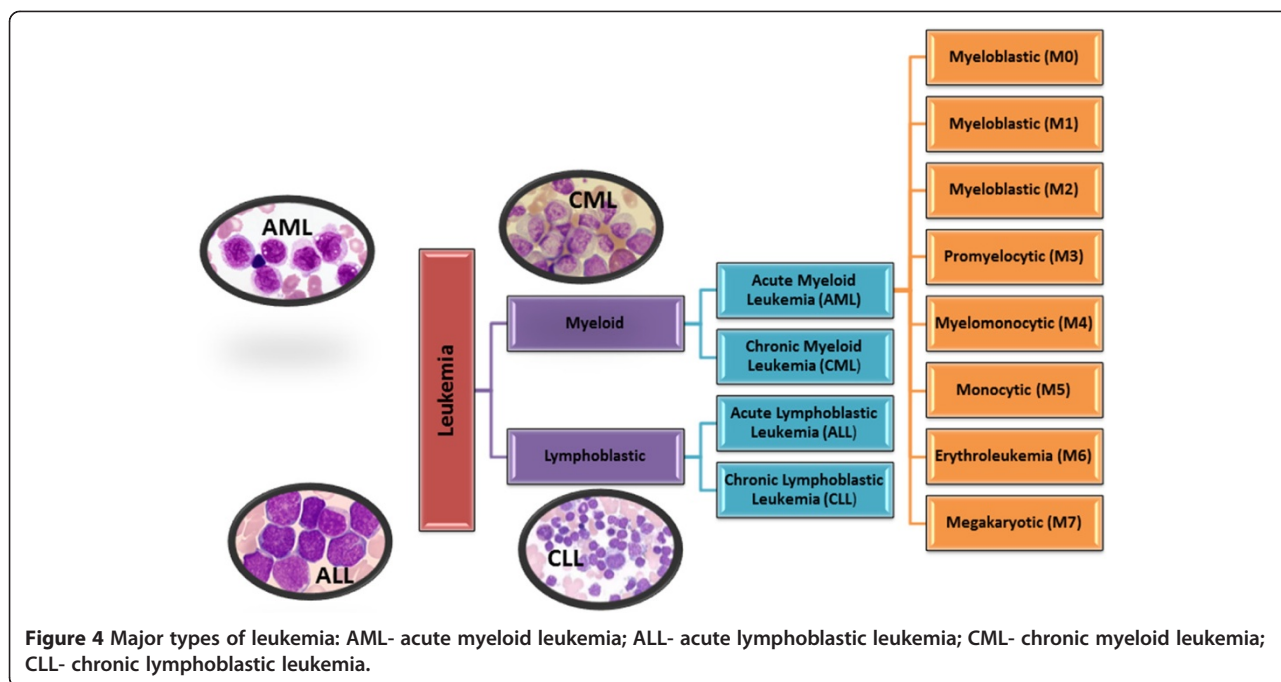 AML
CML
ALL
CLL
Leukemia
Myeloid
Lymphoblastic
Acute Myeloid
Leukemia (AML)
Chronic Myeloid
Leukemia (CML)
Acute Lymphoblastic
Leukemia (ALL)
Chronic Lymphoblastic
Leukemia (CLL)
Myeloblastic (M0)
Myeloblastic (M1)
Myeloblastic (M2)
Promyelocytic (M3)
Myelomonocytic (M4)
Monocytic (M5)
Erythroleukemia (M6)
Megakaryotic (M7)
Figure 4 Major types of leukemia: AML- acute myeloid leukemia; ALL- acute lymphoblastic leukemia; CML- chronic myeloid leukemia;
CLL- chronic lymphoblastic leukemia.